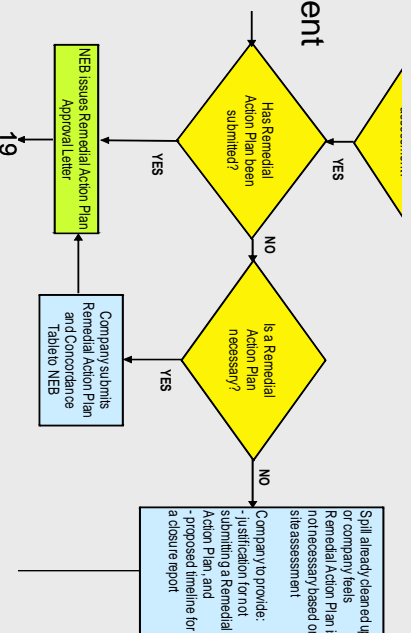 ent
YES
Has Remedial
Action Plan been
submitted?
YES
NO
NEB issues Remedial Action Plan
Approval Letter
19
Is a Remedial
Action Plan
necessary?
YES
NO
Company submits
Remedial Action Plan
and Concordance
Table to NEB
Spill already cleaned up
or company feels
Remedial Action Plan
not necessary based
site assessment
Company to provide:
- justification for not
submitting a Remedial
Action Plan, and
- proposed timeline for
a closure report